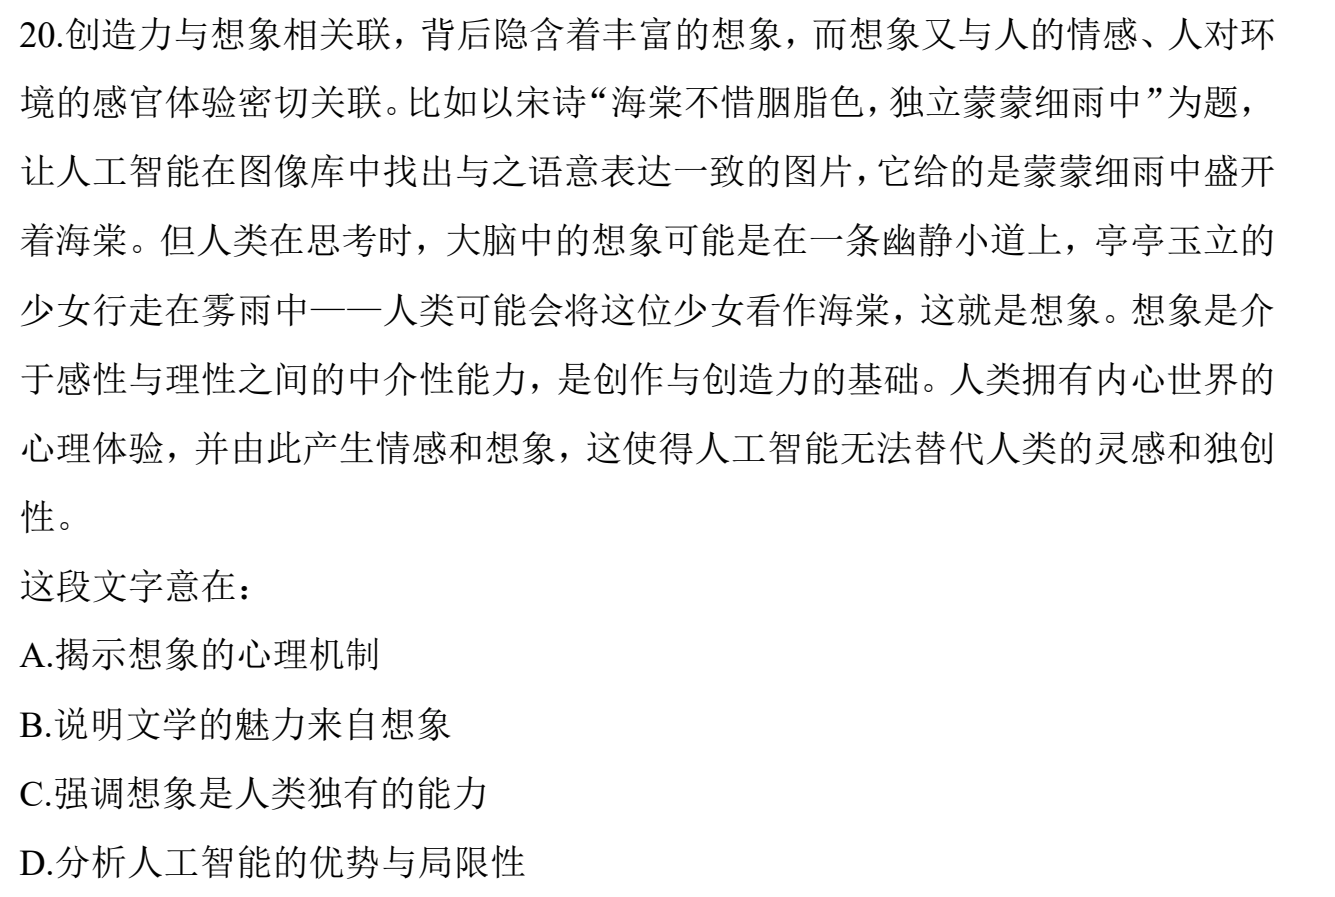 20.创造力与想象相关联，背后隐含着丰富的想象，而想象又与人的情感、人对环
境的感官体验密切关联。比如以宋诗“海棠不惜胭脂色，独立蒙蒙细雨中”为题，
让人工智能在图像库中找出与之语意表达一致的图片，它给的是蒙蒙细雨中盛开
着海棠。但人类在思考时，大脑中的想象可能是在一条幽静小道上，亭亭玉立的
少女行走在雾雨中——人类可能会将这位少女看作海棠，这就是想象。想象是介
于感性与理性之间的中介性能力，是创作与创造力的基础。人类拥有内心世界的
心理体验，并由此产生情感和想象，这使得人工智能无法替代人类的灵感和独创
性。
这段文字意在：
A.揭示想象的心理机制
B.说明文学的魅力来自想象
C.强调想象是人类独有的能力
D.分析人工智能的优势与局限性